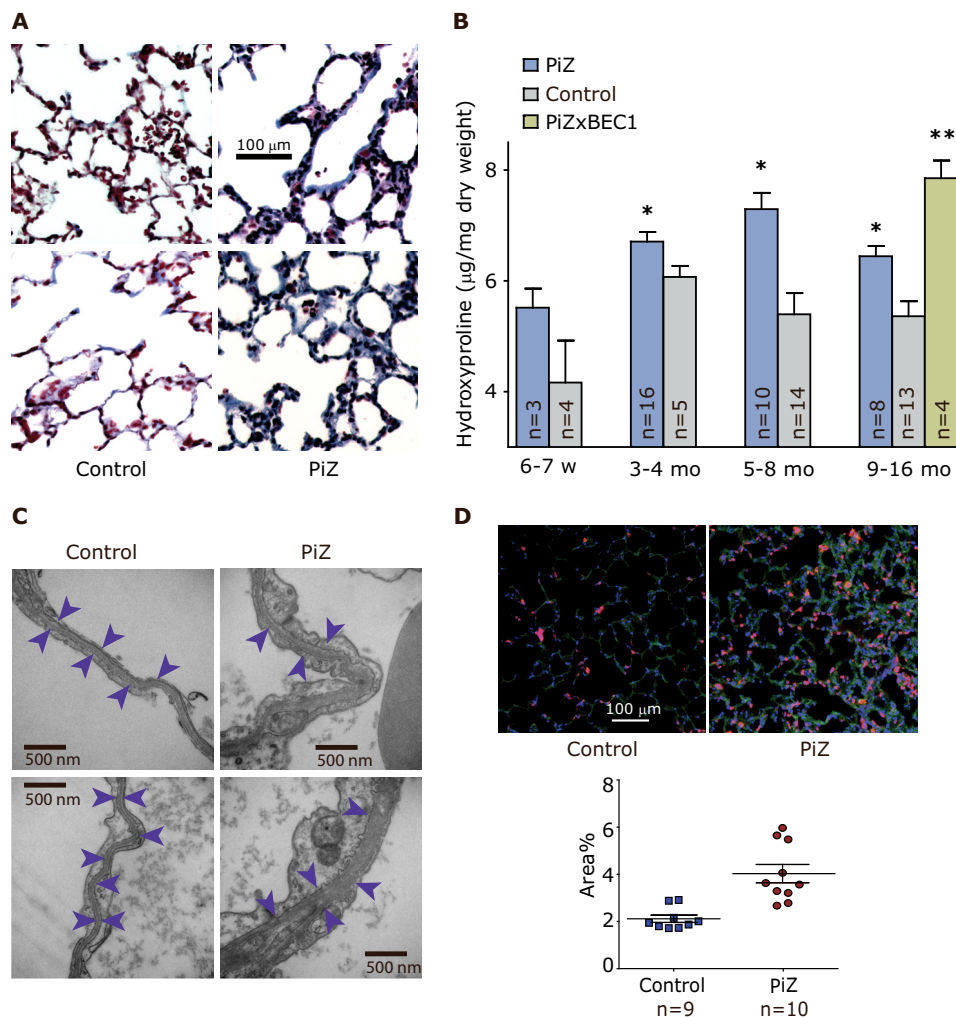 A
100 μm
Control
PiZ
B
PiZ
Control
PiZxBEC1
Hydroxyproline (μg/mg dry weight)
8
6
4
*
*
*
**
n=3
n=4
n=16
n=5
n=10
n=14
n=8
n=13
n=4
6-7 w
3-4 mo
5-8 mo
9-16 mo
C
Control
PiZ
500 nm
500 nm
500 nm
500 nm
D
100 μm
Control
PiZ
Area%
8
6
4
2
0
Control
PiZ
n=9
n=10